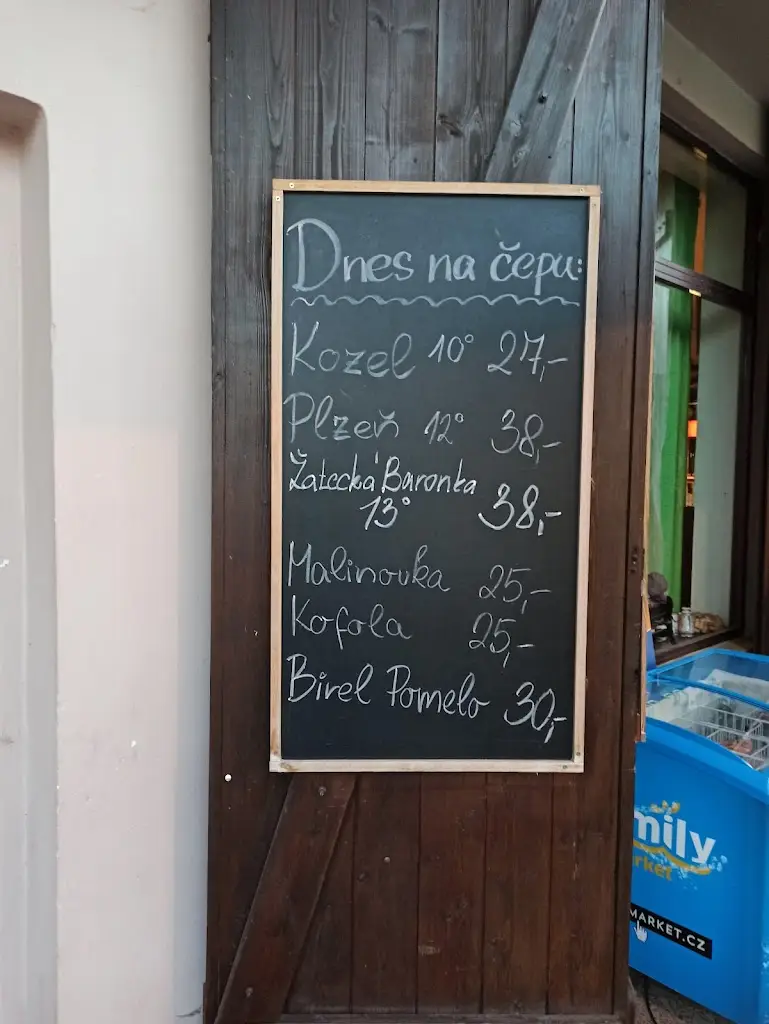 Dnes na čepu:
Kozel 10° 27,-
Plzeň 12° 38,-
Žatecká Baronka
13° 38,-
Malinovka 25,-
Kofola 25,-
Birel Pomelo 30,-
mily
rket
MARKET.CZ